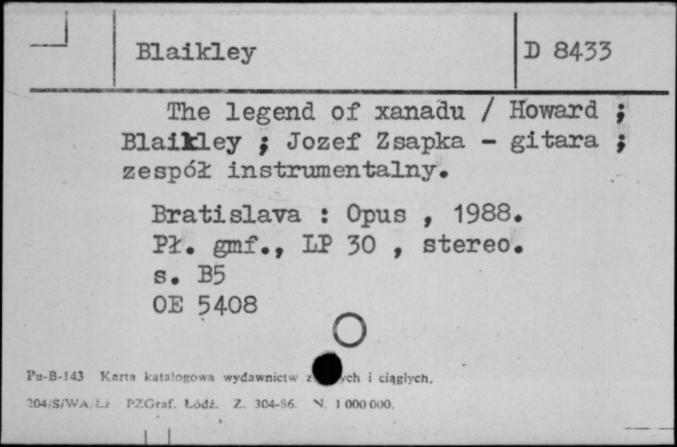 Blaikley
D 8433
The legend of xanadu / Howard ;
Blaikley ; Jozef Zsapka - gitara ;
zespół instrumentalny.
Bratislava : Opus , 1988.
Pł. gmf., LP 30 , stereo.
s. B5
OE 5408
Pu-B-143 Karta katalogowa wydawnictw i ciągłych.
204/S/WA/Łż PZGraf. Łódź. Z. 304-86. N. 1 000 000.